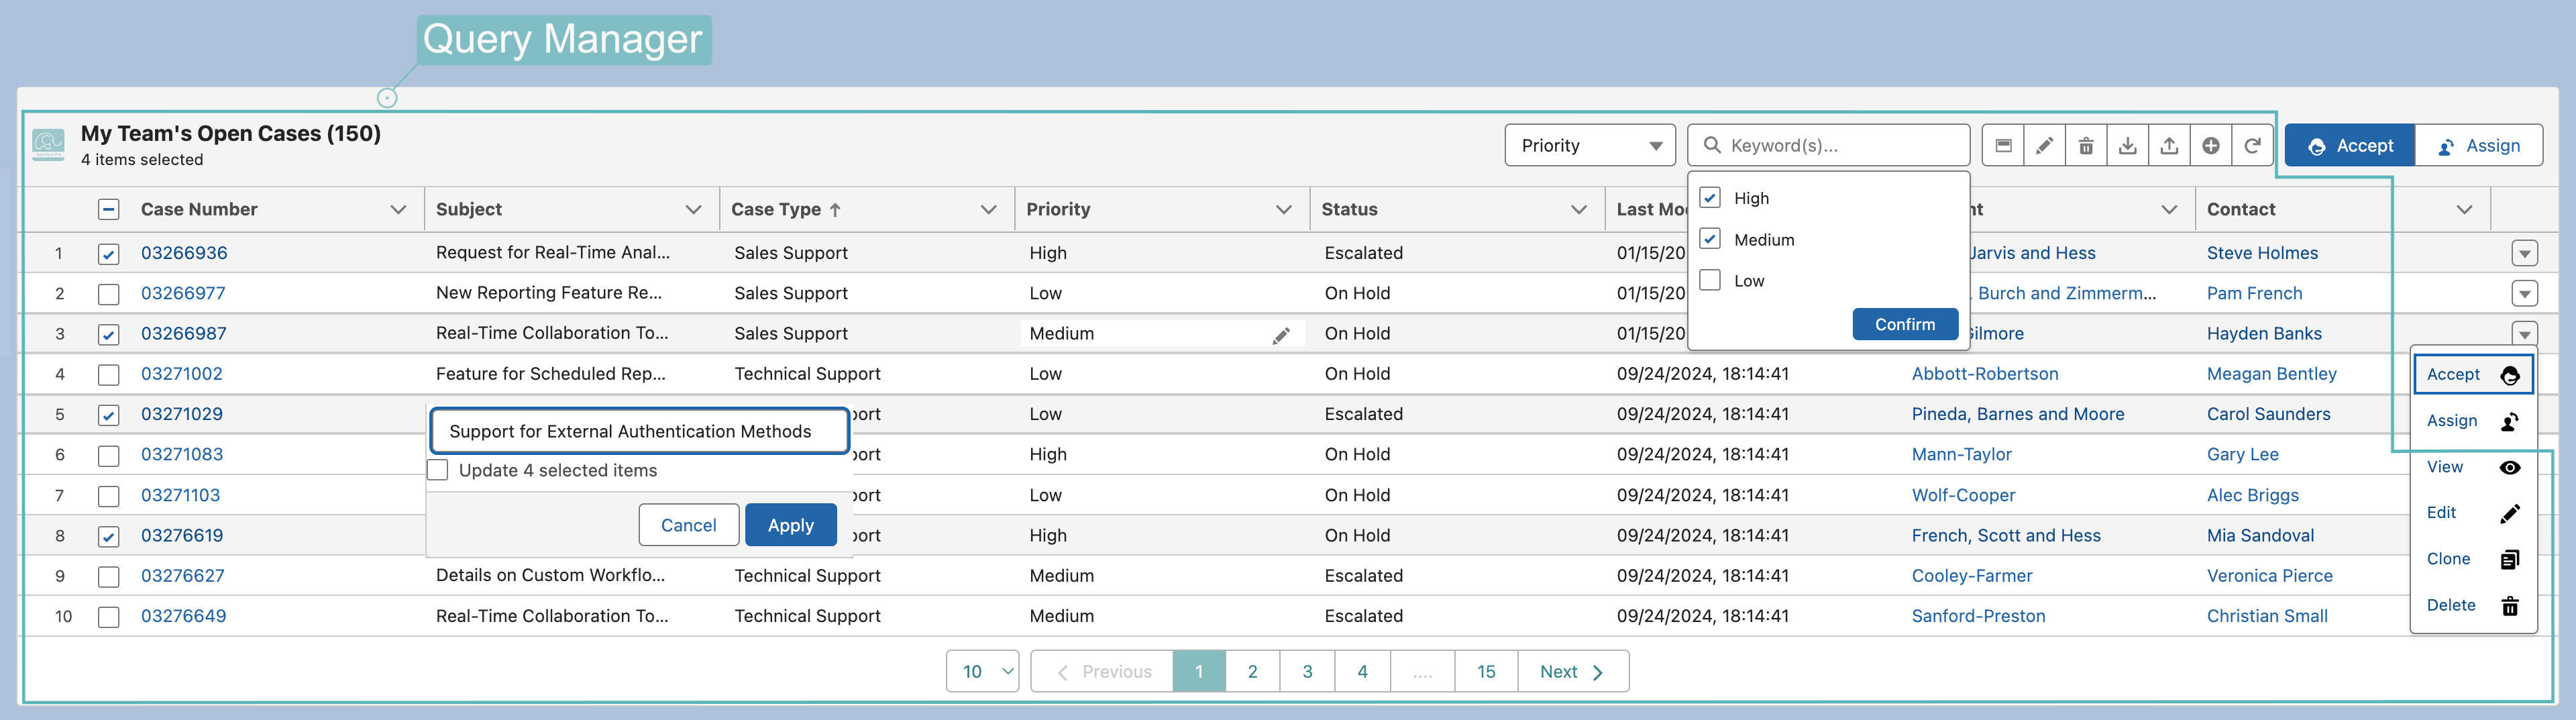 Query Manager
My Team's Open Cases (150)
4 items selected
Priority
Keyword(s)...
Accept
Assign
High
Medium
Low
Confirm
Case Number Subject Case Type Priority Status Last Mo Contact
1 03266936 Request for Real-Time Anal... Sales Support High Escalated 01/15/20 Jarvis and Hess Steve Holmes
2 03266977 New Reporting Feature Re... Sales Support Low On Hold 01/15/20 , Burch and Zimmerm... Pam French
3 03266987 Real-Time Collaboration To... Sales Support Medium On Hold 01/15/20 Gilmore Hayden Banks
4 03271002 Feature for Scheduled Rep... Technical Support Low On Hold 09/24/2024, 18:14:41 Abbott-Robertson Meagan Bentley
5 03271029 port Low Escalated 09/24/2024, 18:14:41 Pineda, Barnes and Moore Carol Saunders
6 03271083 port High On Hold 09/24/2024, 18:14:41 Mann-Taylor Gary Lee
7 03271103 port Low On Hold 09/24/2024, 18:14:41 Wolf-Cooper Alec Briggs
8 03276619 port High On Hold 09/24/2024, 18:14:41 French, Scott and Hess Mia Sandoval
9 03276627 Details on Custom Workflo... Technical Support Medium Escalated 09/24/2024, 18:14:41 Cooley-Farmer Veronica Pierce
10 03276649 Real-Time Collaboration To... Technical Support Medium Escalated 09/24/2024, 18:14:41 Sanford-Preston Christian Small
Support for External Authentication Methods
Update 4 selected items
Cancel Apply
Accept
Assign
View
Edit
Clone
Delete
10 Previous 1 2 3 4 .... 15 Next